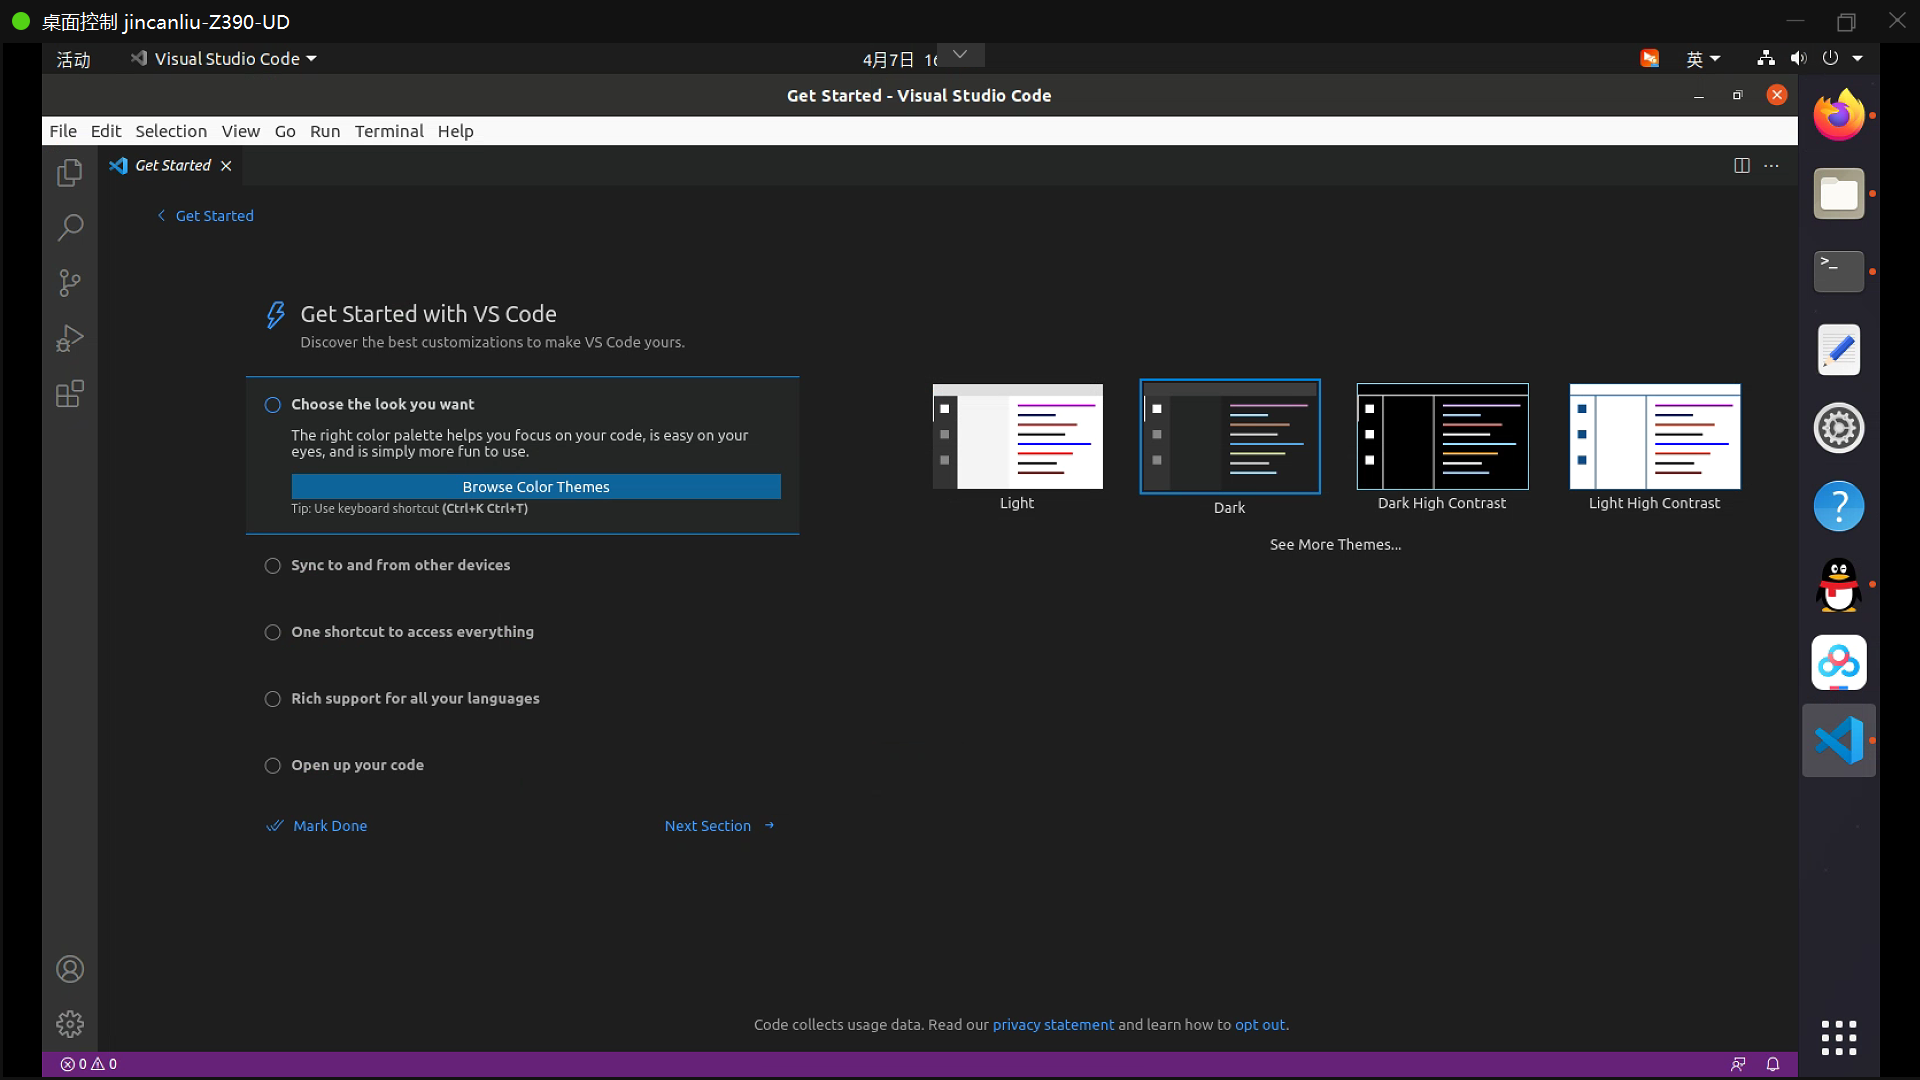 桌面控制 jincanliu-Z390-UD
活动 Visual Studio Code 4月7日 英
Get Started - Visual Studio Code
File Edit Selection View Go Run Terminal Help
Get Started
Get Started
Get Started with VS Code
Discover the best customizations to make VS Code yours.
Choose the look you want
The right color palette helps you focus on your code, is easy on your
eyes, and is simply more fun to use.
Browse Color Themes
Tip: Use keyboard shortcut (Ctrl+K Ctrl+T)
Sync to and from other devices
One shortcut to access everything
Rich support for all your languages
Open up your code
Mark Done Next Section
Light Dark Dark High Contrast Light High Contrast
See More Themes...
Code collects usage data. Read our privacy statement and learn how to opt out.
0 0